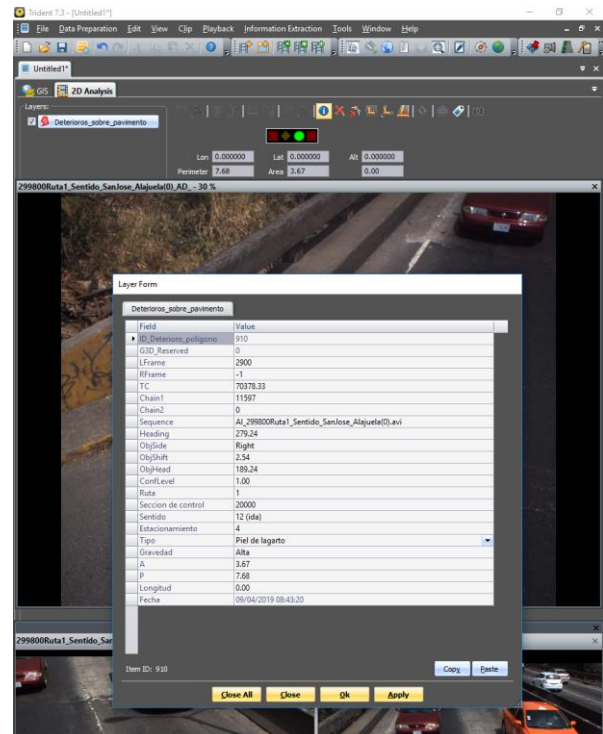 Trident 7.3 - [Untitled1*]
File Data Preparation Edit View Clip Playback Information Extraction Tools Window Help
Untitled1*
GIS 2D Analysis
Layers:
Deterioros_sobre_pavimento
Lon 0.000000 Lat 0.000000 Alt 0.000000
Perimeter 7.68 Area 3.67 0.00
299800Ruta1_Sentido_SanJose_Alajuela(0)_AD_ - 30 %
Layer Form
Deterioros_sobre_pavimento
Field Value
ID_Deterioro_poligono 910
G3D_Reserved 0
LFrame 2900
RFrame -1
TC 70378.33
Chain1 11597
Chain2 0
Sequence AI_299800Ruta1_Sentido_SanJose_Alajuela(0).avi
Heading 279.24
ObjSide Right
ObjShift 2.54
ObjHead 189.24
ConfLevel 1.00
Ruta 1
Seccion de control 20000
Sentido 12 (ida)
Estacionamiento 4
Tipo Piel de lagarto
Gravedad Alta
A 3.67
P 7.68
Longitud 0.00
Fecha 09/04/2019 08:43:20
299800Ruta1_Sentido_Sar
Item ID: 910 Copy Paste
Close All Close Ok Apply